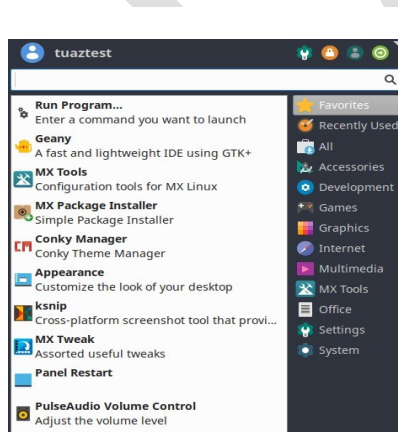 tuaztest
Run Program...
Enter a command you want to launch
Geany
A fast and lightweight IDE using GTK+
MX Tools
Configuration tools for MX Linux
MX Package Installer
Simple Package Installer
Conky Manager
Conky Theme Manager
Appearance
Customize the look of your desktop
ksnip
Cross-platform screenshot tool that provi...
MX Tweak
Assorted useful tweaks
Panel Restart
PulseAudio Volume Control
Adjust the volume level
Favorites
Recently Used
All
Accessories
Development
Games
Graphics
Internet
Multimedia
MX Tools
Office
Settings
System